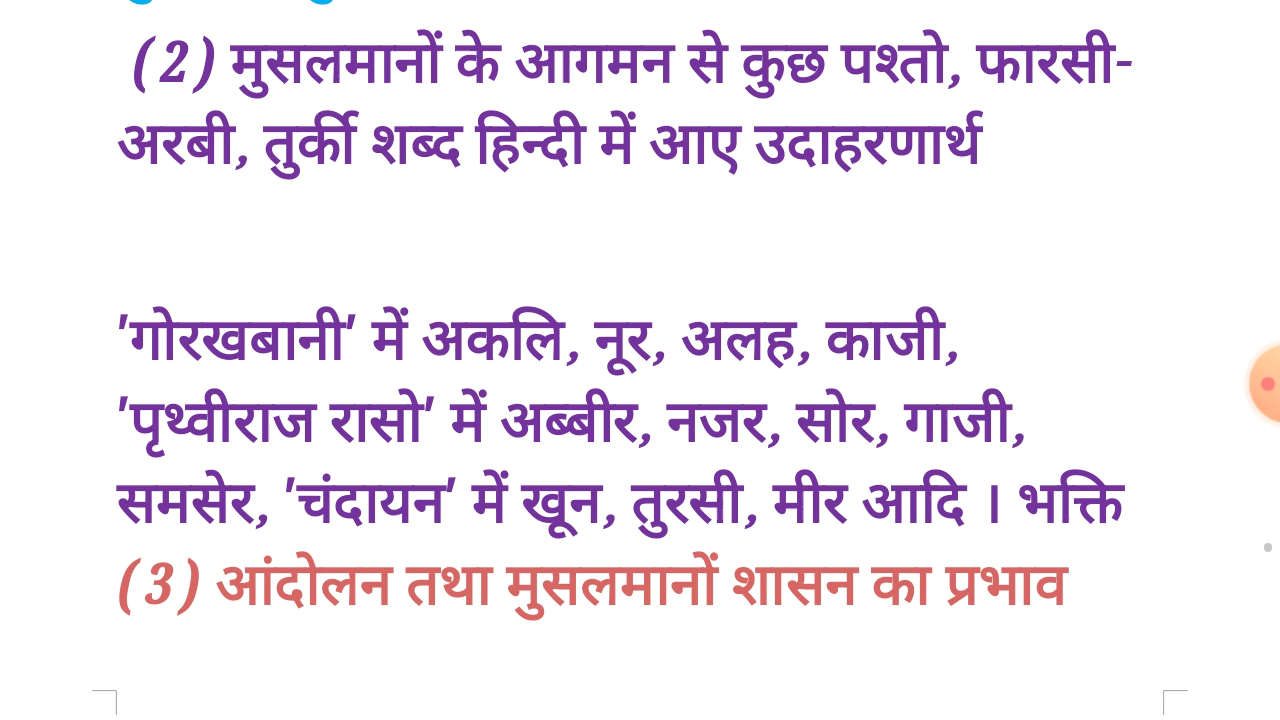 (2) मुसलमानों के आगमन से कुछ पश्तो, फारसी-
अरबी, तुर्की शब्द हिन्दी में आए उदाहरणार्थ
'गोरखबानी' में अकलि, नूर, अलह, काजी,
'पृथ्वीराज रासो' में अब्बीर, नजर, सोर, गाजी,
समसेर, 'चंदायन' में खून, तुरसी, मीर आदि । भक्ति
(3) आंदोलन तथा मुसलमानों शासन का प्रभाव